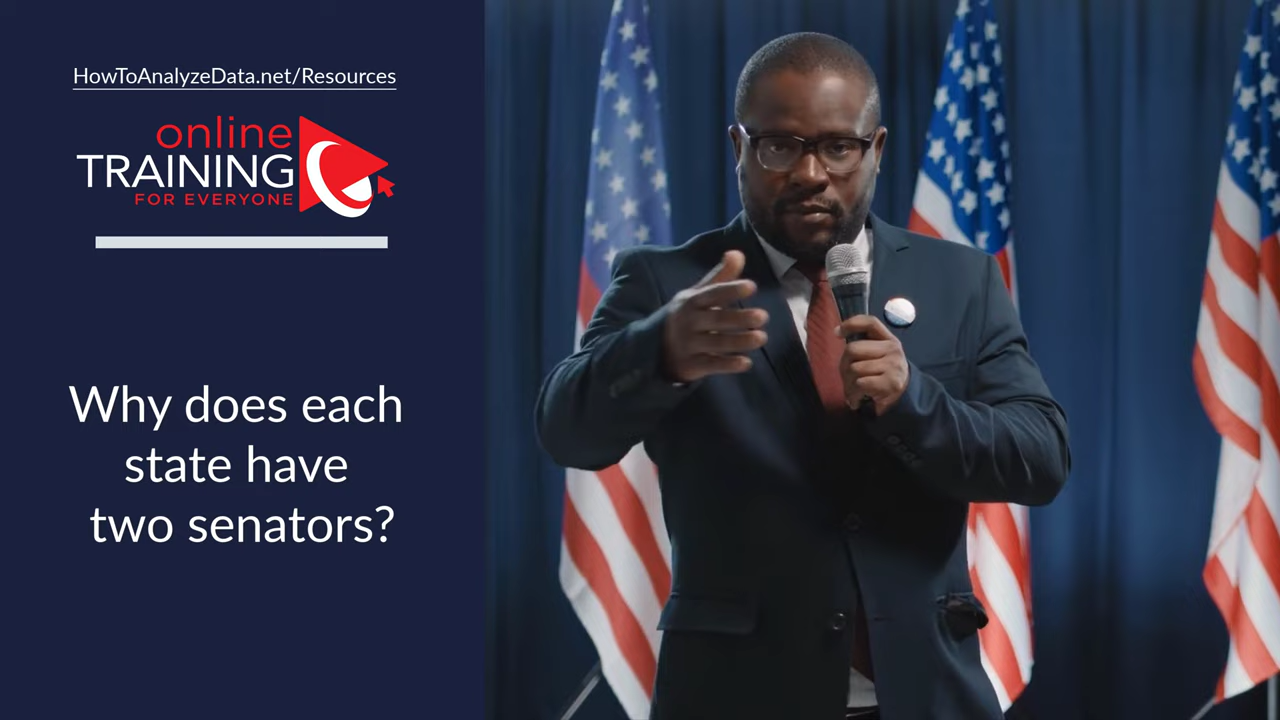 HowToAnalyzeData.net/Resources
online
TRAINING
FOR EVERYONE
Why does each
state have
two senators?